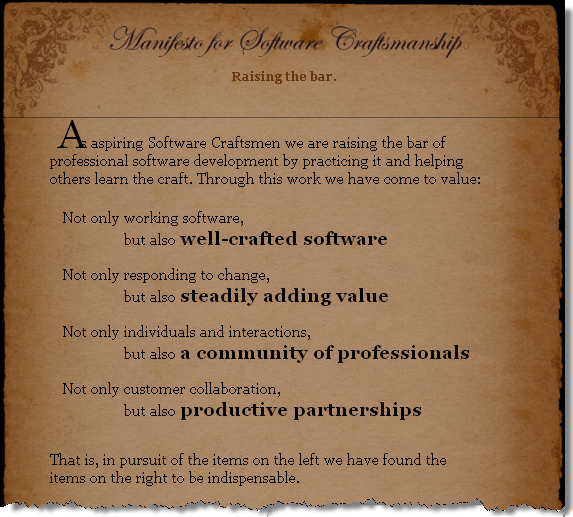 Manifesto for Software Craftsmanship
Raising the bar.
As aspiring Software Craftsmen we are raising the bar of
professional software development by practicing it and helping
others learn the craft. Through this work we have come to value:
Not only working software,
but also well-crafted software
Not only responding to change,
but also steadily adding value
Not only individuals and interactions,
but also a community of professionals
Not only customer collaboration,
but also productive partnerships
That is, in pursuit of the items on the left we have found the
items on the right to be indispensable.